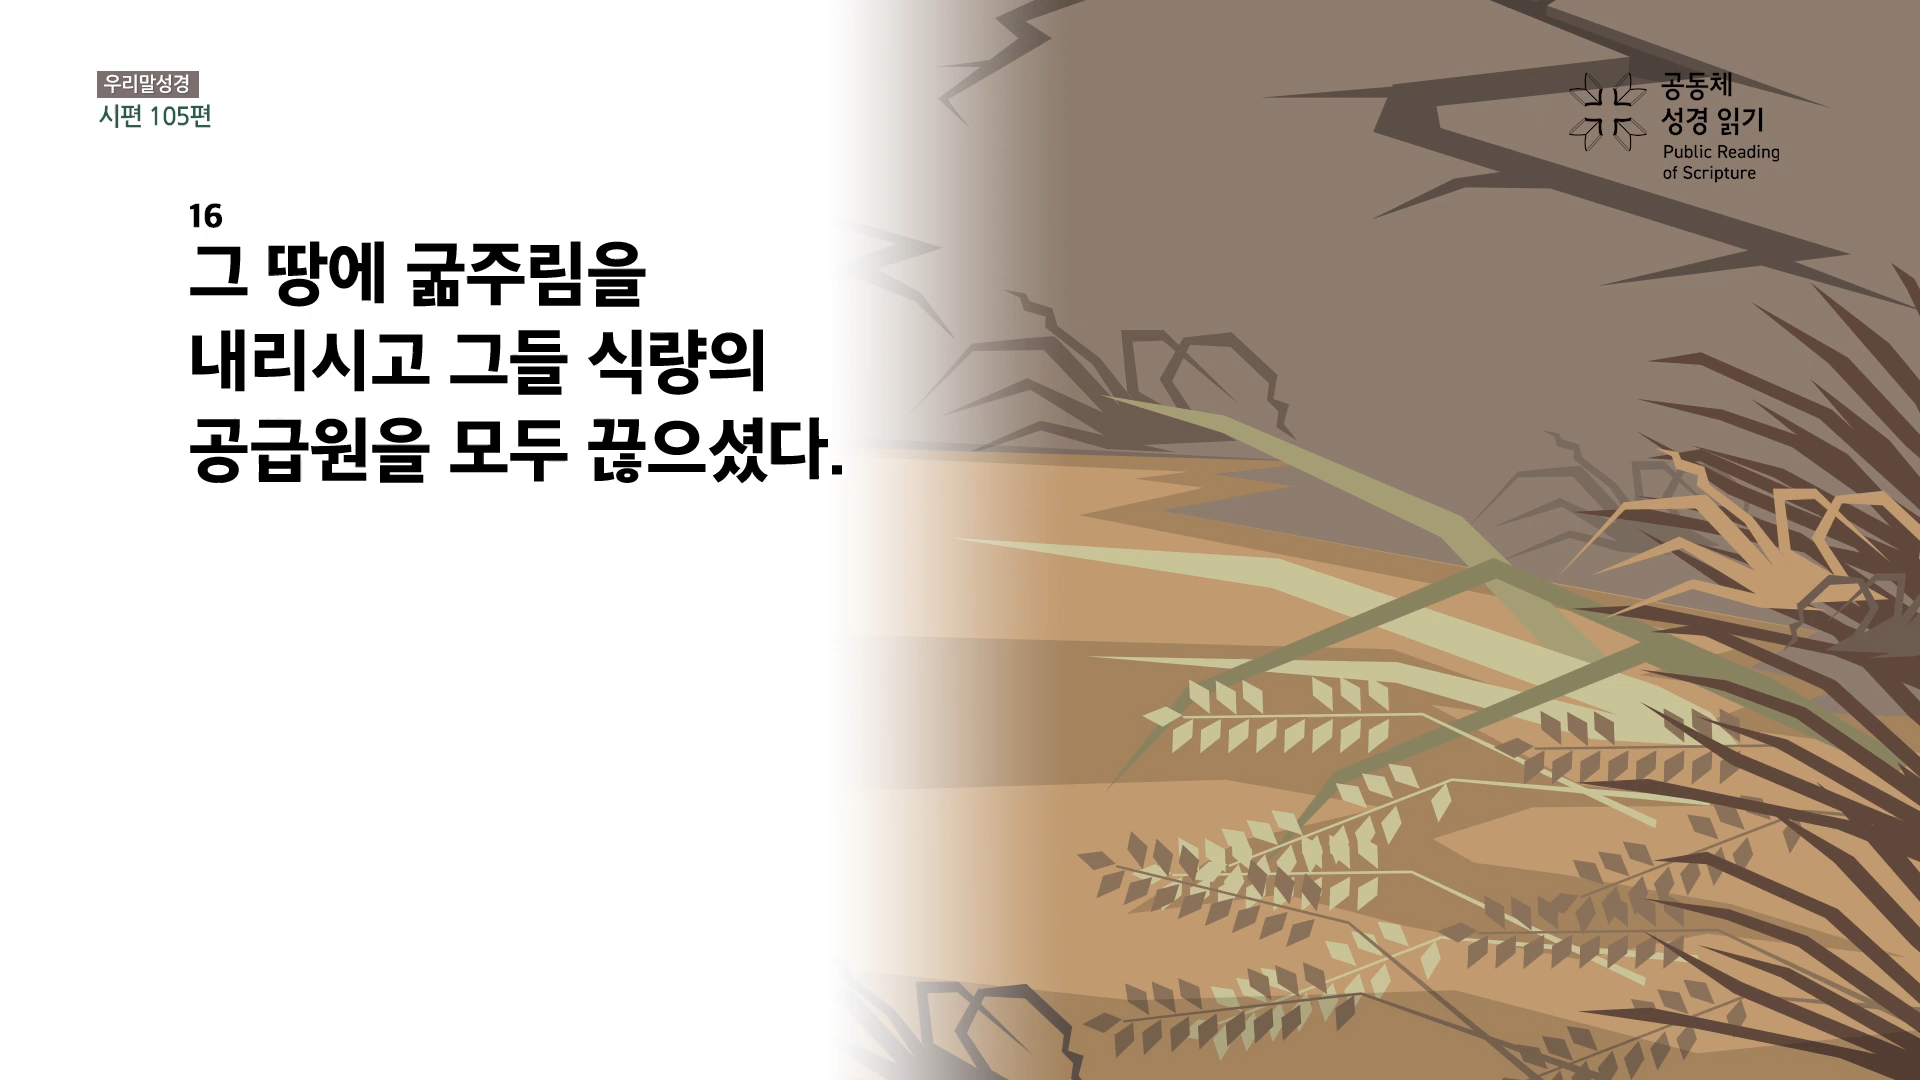 우리말성경
시편 105편
공동체
성경 읽기
Public Reading
of Scripture
16
그 땅에 굶주림을
내리시고 그들 식량의
공급원을 모두 끊으셨다.